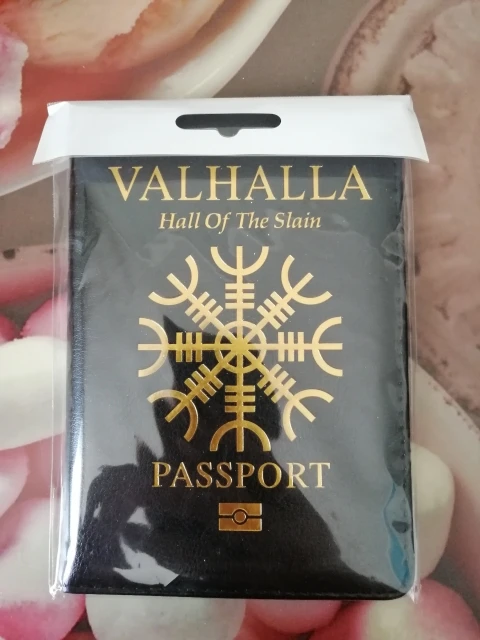 VALHALLA
Hall Of The Slain
PASSPORT